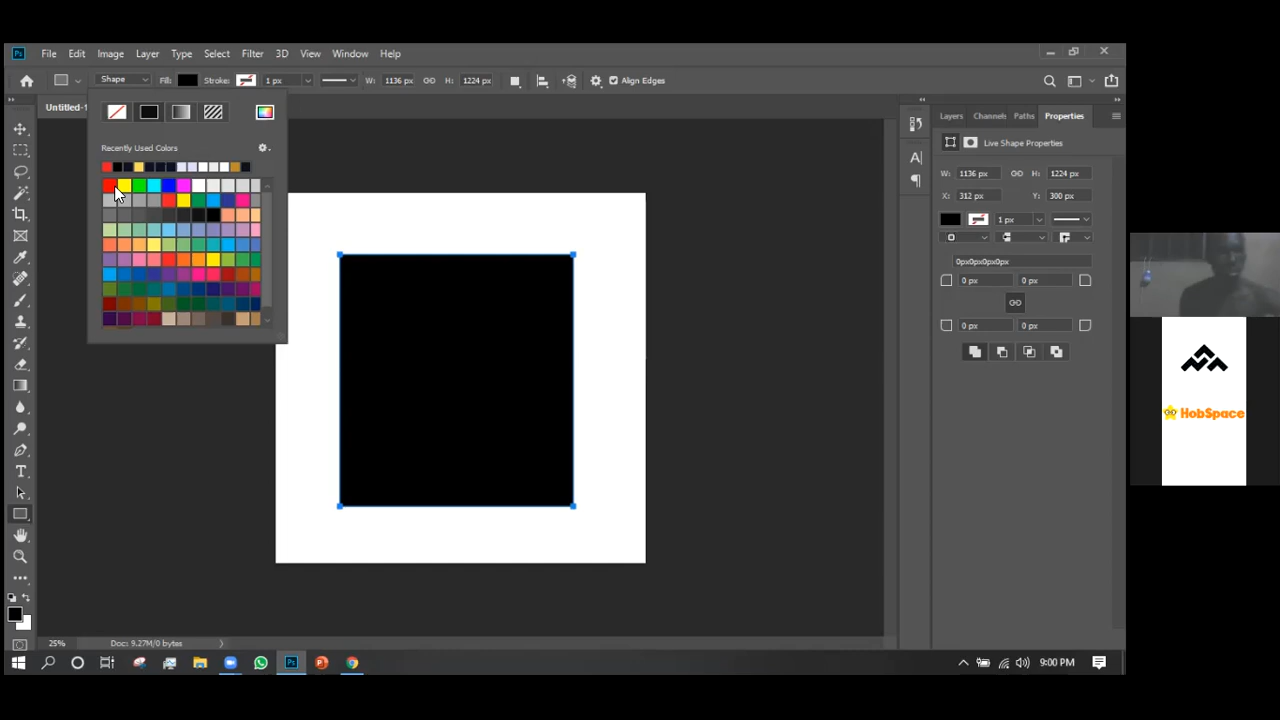 Ps File Edit Image Layer Type Select Filter 3D View Window Help
Shape Fill: Stroke: 1 px W: 1136 px H: 1224 px Align Edges
Untitled-1
Layers Channels Paths Properties
Recently Used Colors
Live Shape Properties
W: 1136 px H: 1224 px
X: 312 px Y: 300 px
1 px
0px0px0px0px
0 px 0 px
0 px 0 px
HobSpace
25% Doc: 9.27M/0 bytes
9:00 PM